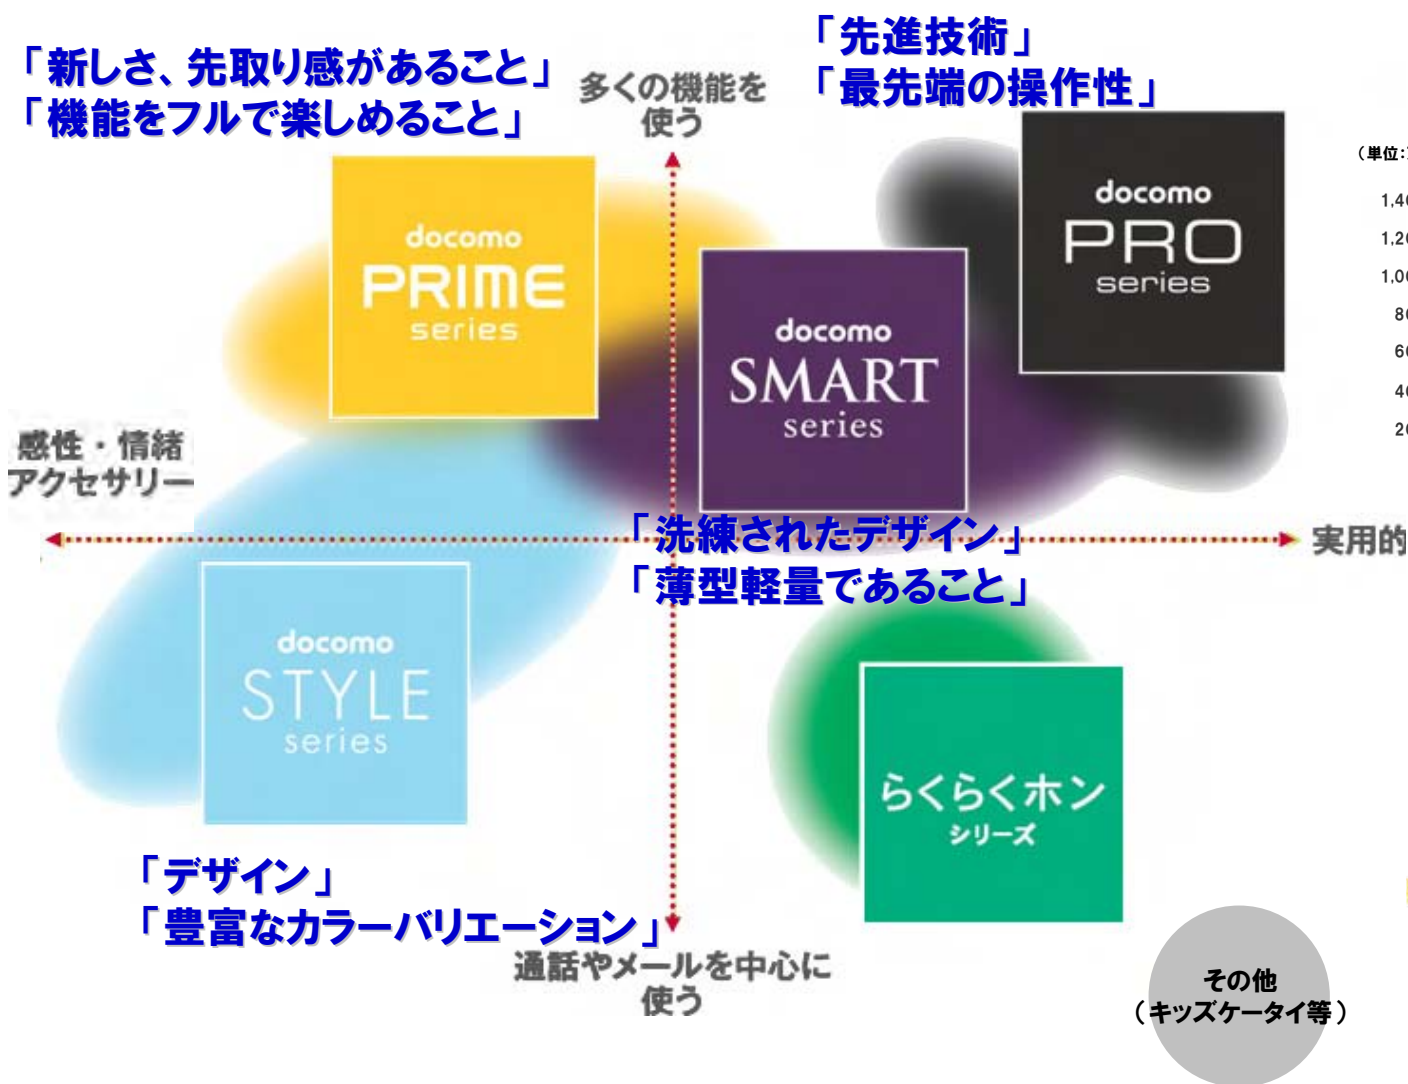 「新しさ、先取り感があること」
「機能をフルで楽しめること」
多くの機能を
使う
「先進技術」
「最先端の操作性」
docomo
PRIME
series
docomo
SMART
series
docomo
PRO
series
（単位:
感性・情緒
アクセサリー
実用的
「洗練されたデザイン」
「薄型軽量であること」
docomo
STYLE
series
らくらくホン
シリーズ
「デザイン」
「豊富なカラーバリエーション」
通話やメールを中心に
使う
その他
（キッズケータイ等）